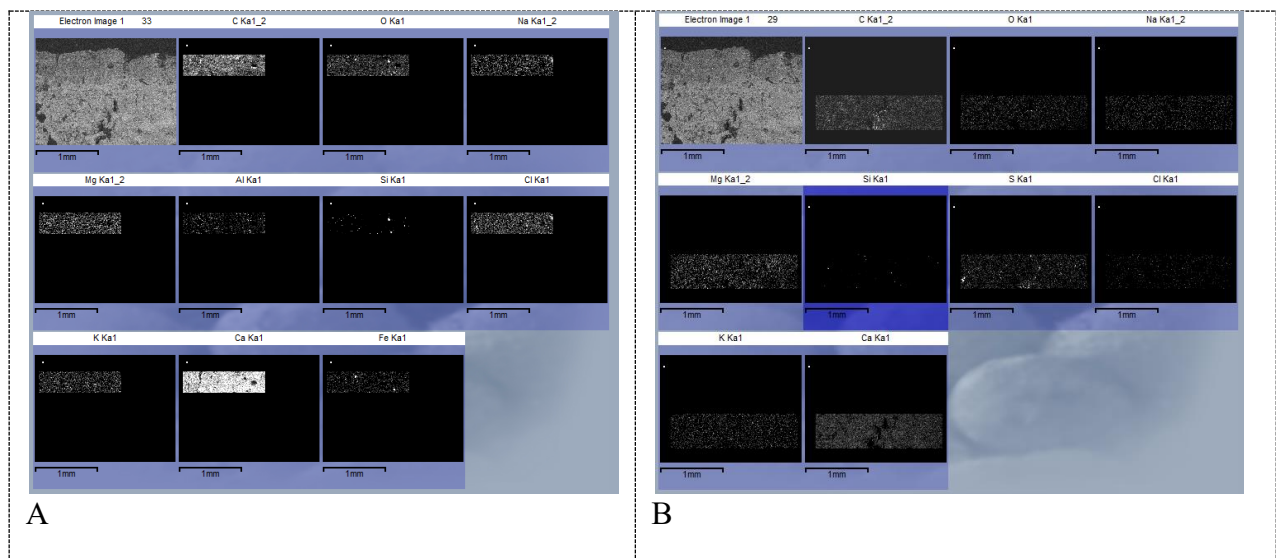 Electron Image 1 33 C Ka1_2 O Ka1 Na Ka1_2
1mm 1mm 1mm 1mm
Mg Ka1_2 Al Ka1 Si Ka1 Cl Ka1
1mm 1mm 1mm 1mm
K Ka1 Ca Ka1 Fe Ka1
1mm 1mm 1mm
A
Electron Image 1 29 C Ka1_2 O Ka1 Na Ka1_2
1mm 1mm 1mm 1mm
Mg Ka1_2 Si Ka1 S Ka1 Cl Ka1
1mm 1mm 1mm 1mm
K Ka1 Ca Ka1
1mm 1mm
B